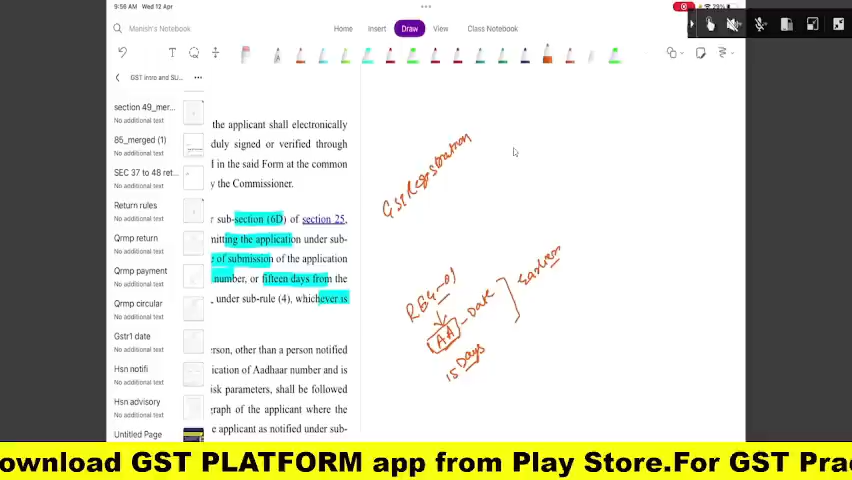 9:56 AM Wed 12 Apr
29%
Manish's Notebook
Home Insert Draw View Class Notebook
GST intro and SU...
section 49_mer...
No additional text
85_merged (1)
No additional text
SEC 37 to 48 ret...
No additional text
Return rules
No additional text
Qrmp return
No additional text
Qrmp payment
No additional text
Qrmp circular
No additional text
Gstr1 date
No additional text
Hsn notifi
No additional text
Hsn advisory
No additional text
Untitled Page
the applicant shall electronically
duly signed or verified through
d in the said Form at the common
y the Commissioner.
r sub-section (6D) of section 25,
mitting the application under sub-
e of submission of the application
number, or fifteen days from the
under sub-rule (4), whichever is
erson, other than a person notified
ication of Aadhaar number and is
isk parameters, shall be followed
graph of the applicant where the
e applicant as notified under sub-
GST Registration
REG-01
AA - Date
15 Days
Earlier
ownload GST PLATFORM app from Play Store.For GST Prac